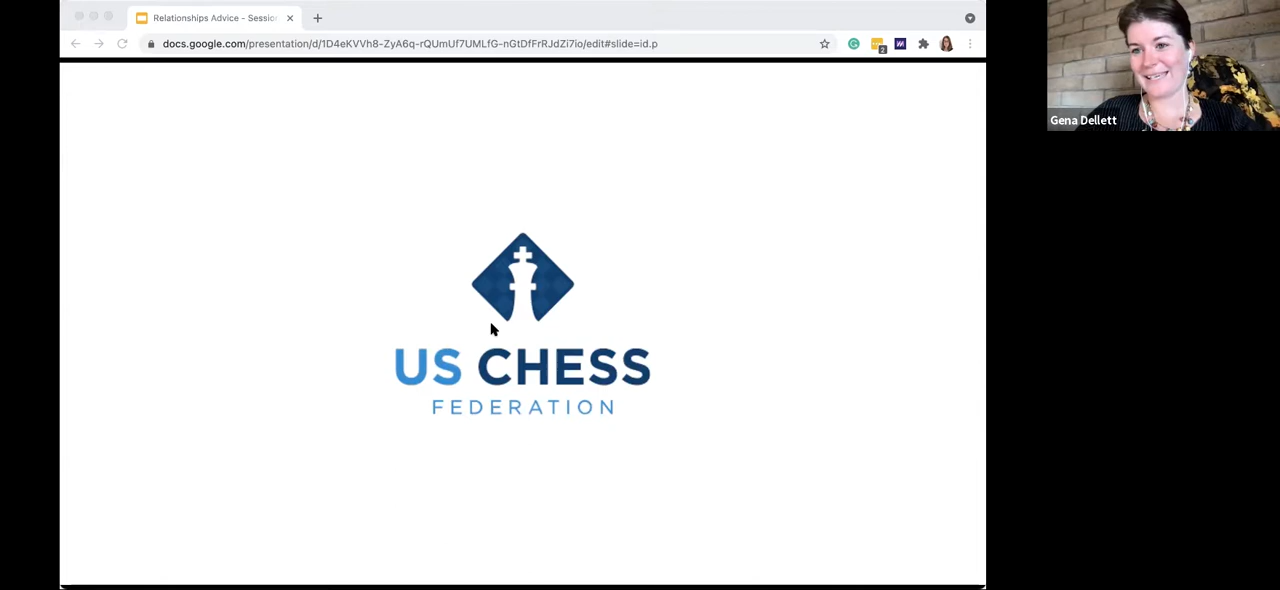 Relationships Advice - Sessio
docs.google.com/presentation/d/1D4eKVVh8-ZyA6q-rQUmUf7UMLfG-nGtDfFrRJdZi7io/edit#slide=id.p
2
Gena Dellett
US CHESS
FEDERATION